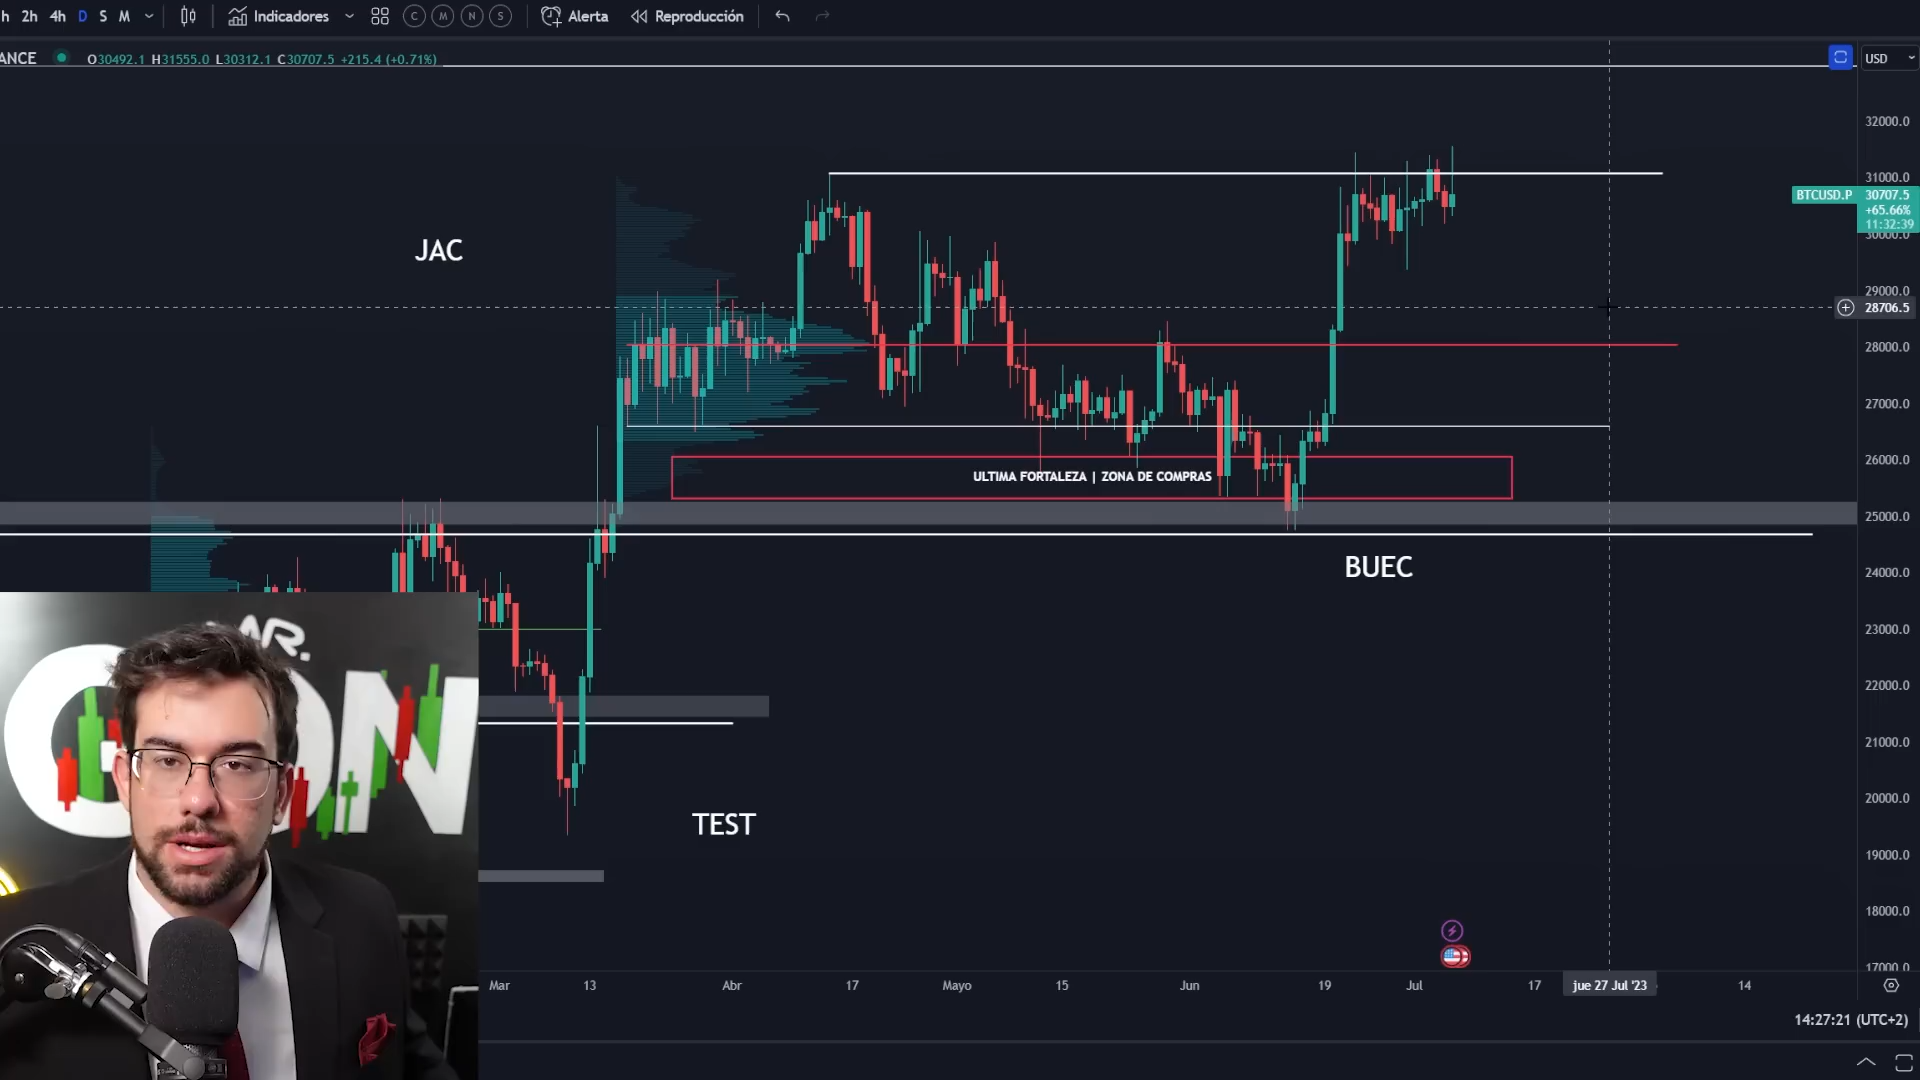 h 2h 4h D S M Indicadores C M N S Alerta Reproducción
ANCE O30492.1 H31555.0 L30312.1 C30707.5 +215.4 (+0.71%) USD
32000.0
31000.0
BTCUSD.P 30707.5
+65.66%
11:32:39
30000.0
JAC
29000.0
28706.5
28000.0
27000.0
26000.0
ULTIMA FORTALEZA | ZONA DE COMPRAS
25000.0
BUEC
24000.0
23000.0
22000.0
21000.0
20000.0
TEST
19000.0
18000.0
17000.0
MR.
Mar 13 Abr 17 Mayo 15 Jun 19 Jul 17 jue 27 Jul '23 14
14:27:21 (UTC+2)